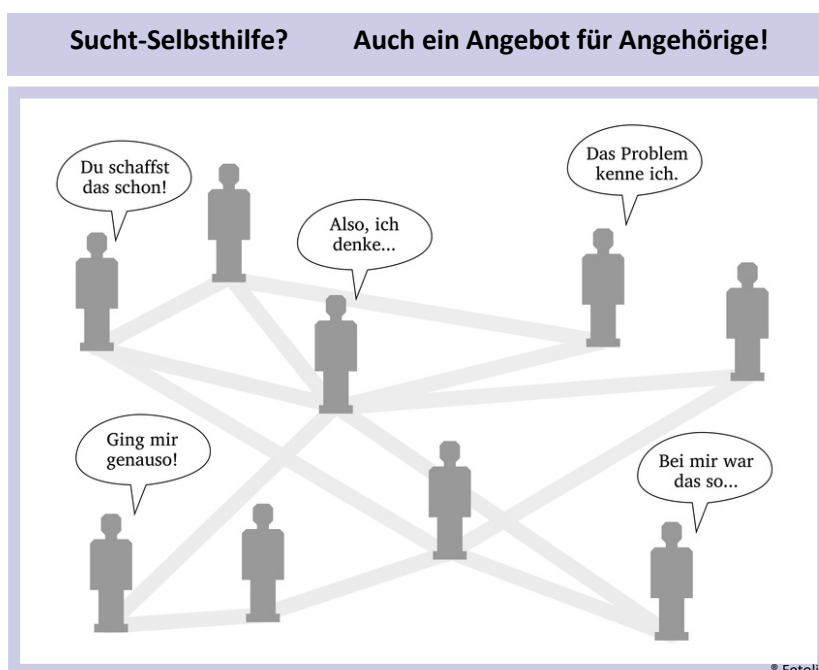 Sucht-Selbsthilfe? Auch ein Angebot für Angehörige!
Du schaffst
das schon!
Das Problem
kenne ich.
Also, ich
denke...
Ging mir
genauso!
Bei mir war
das so...